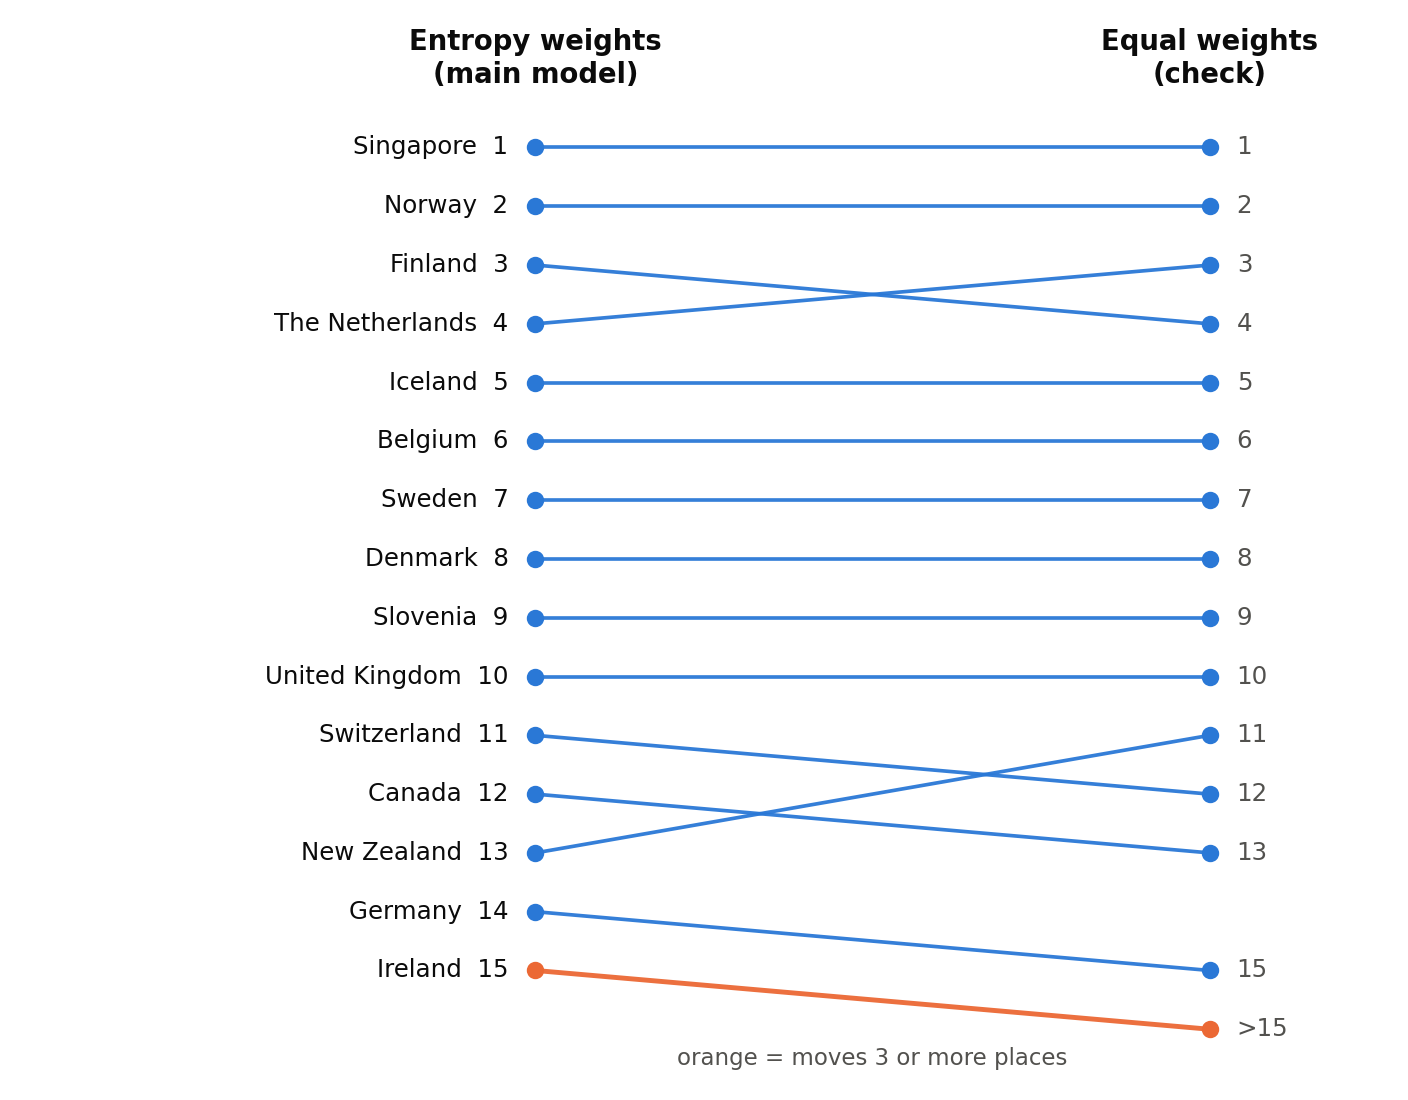 Entropy weights
(main model)
Equal weights
(check)
Singapore 1 1
Norway 2 2
Finland 3 3
The Netherlands 4 4
Iceland 5 5
Belgium 6 6
Sweden 7 7
Denmark 8 8
Slovenia 9 9
United Kingdom 10 10
Switzerland 11 11
Canada 12 12
New Zealand 13 13
Germany 14
Ireland 15 15
>15
orange = moves 3 or more places